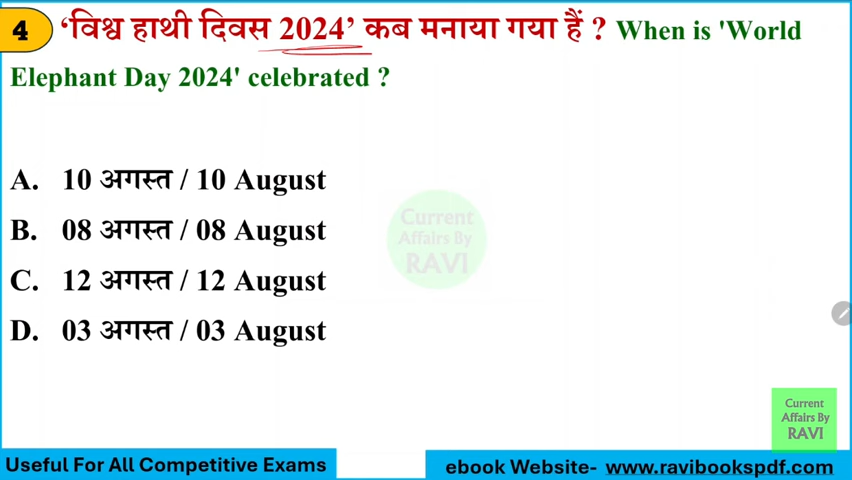 4 ‘विश्व हाथी दिवस 2024’ कब मनाया गया हैं ? When is 'World
Elephant Day 2024' celebrated ?
A. 10 अगस्त / 10 August
B. 08 अगस्त / 08 August
C. 12 अगस्त / 12 August
D. 03 अगस्त / 03 August
Current
Affairs By
RAVI
Current
Affairs By
RAVI
Useful For All Competitive Exams
ebook Website- www.ravibookspdf.com